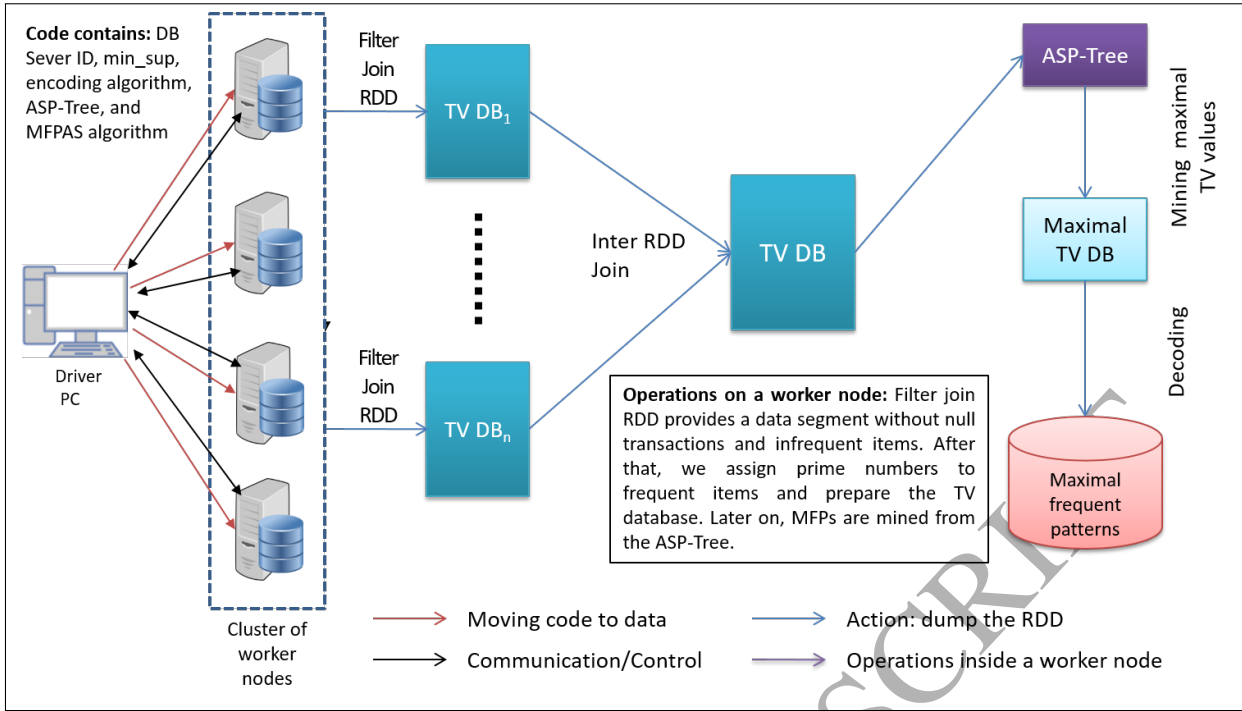 Code contains: DB
Sever ID, min_sup,
encoding algorithm,
ASP-Tree, and
MFPAS algorithm
Driver
PC
Cluster of
worker
nodes
Filter
Join
RDD
TV DB1
Filter
Join
RDD
TV DBn
Inter RDD
Join
TV DB
ASP-Tree
Mining maximal
TV values
Maximal
TV DB
Decoding
Maximal
frequent
patterns
Operations on a worker node: Filter join
RDD provides a data segment without null
transactions and infrequent items. After
that, we assign prime numbers to
frequent items and prepare the TV
database. Later on, MFPs are mined from
the ASP-Tree.
Moving code to data
Action: dump the RDD
Communication/Control
Operations inside a worker node